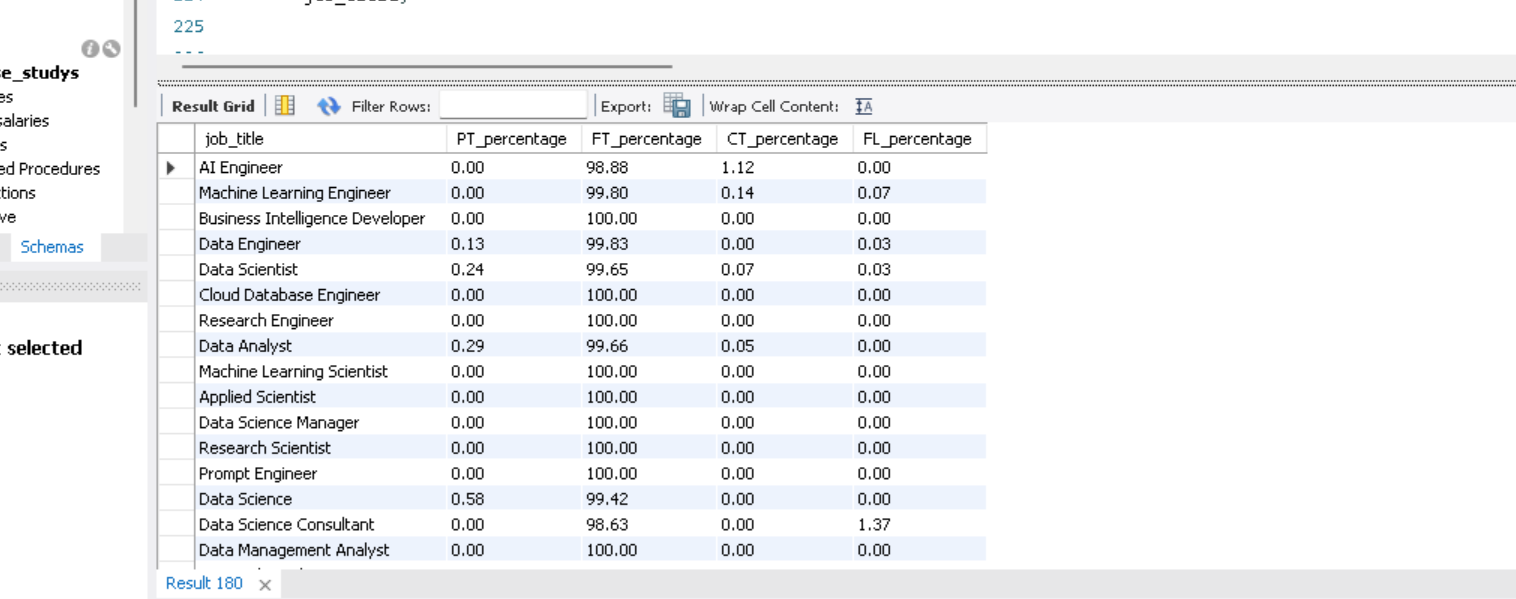 225
se_studys
es
salaries
s
ed Procedures
tions
ve
Schemas
selected
Result Grid Filter Rows: Export: Wrap Cell Content: IA
job_title PT_percentage FT_percentage CT_percentage FL_percentage
AI Engineer 0.00 98.88 1.12 0.00
Machine Learning Engineer 0.00 99.80 0.14 0.07
Business Intelligence Developer 0.00 100.00 0.00 0.00
Data Engineer 0.13 99.83 0.00 0.03
Data Scientist 0.24 99.65 0.07 0.03
Cloud Database Engineer 0.00 100.00 0.00 0.00
Research Engineer 0.00 100.00 0.00 0.00
Data Analyst 0.29 99.66 0.05 0.00
Machine Learning Scientist 0.00 100.00 0.00 0.00
Applied Scientist 0.00 100.00 0.00 0.00
Data Science Manager 0.00 100.00 0.00 0.00
Research Scientist 0.00 100.00 0.00 0.00
Prompt Engineer 0.00 100.00 0.00 0.00
Data Science 0.58 99.42 0.00 0.00
Data Science Consultant 0.00 98.63 0.00 1.37
Data Management Analyst 0.00 100.00 0.00 0.00
Result 180